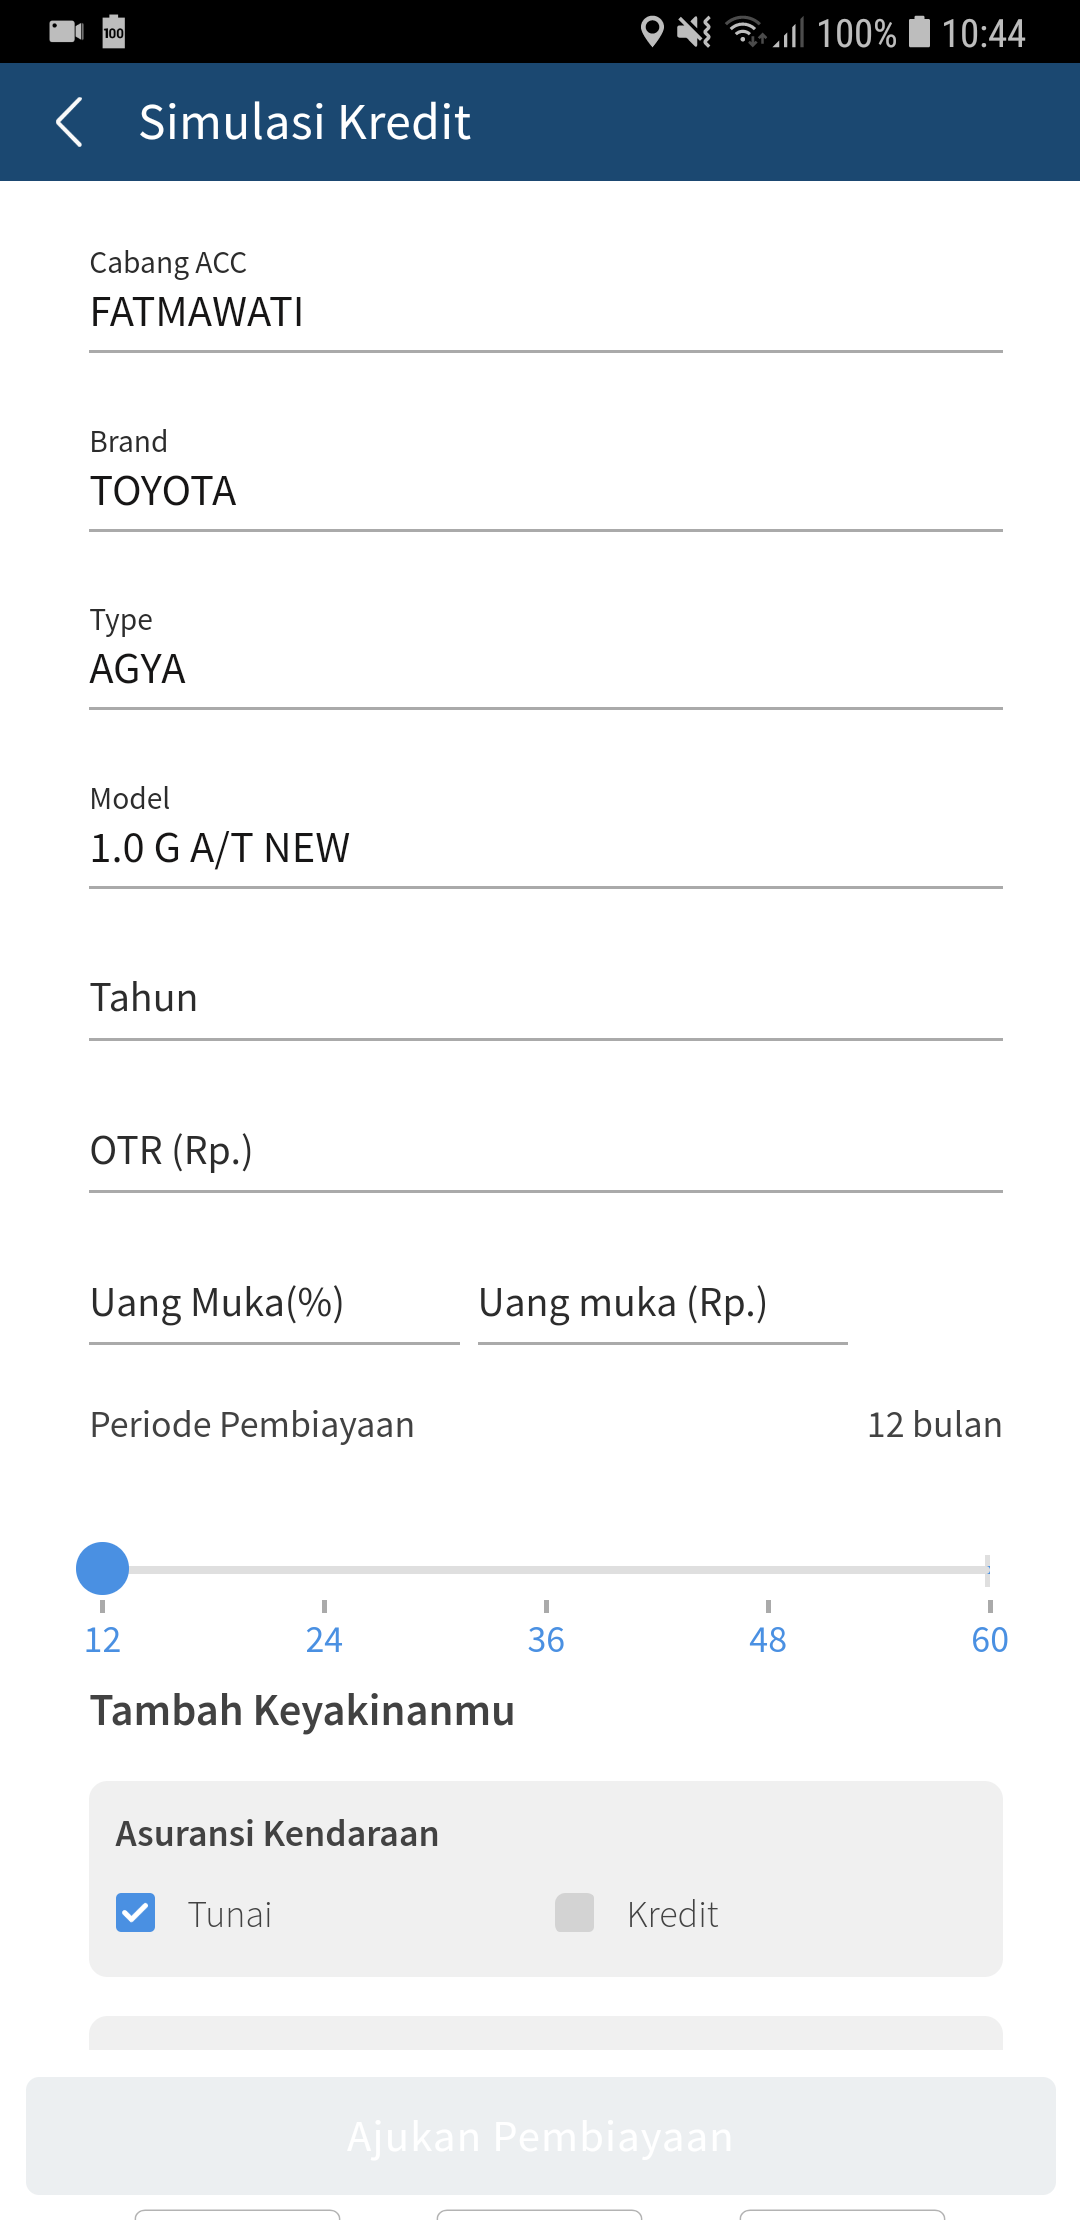 100 100% 10:44
Simulasi Kredit
Cabang ACC
FATMAWATI
Brand
TOYOTA
Type
AGYA
Model
1.0 G A/T NEW
Tahun
OTR (Rp.)
Uang Muka(%) Uang muka (Rp.)
Periode Pembiayaan 12 bulan
12 24 36 48 60
Tambah Keyakinanmu
Asuransi Kendaraan
Tunai Kredit
Ajukan Pembiayaan